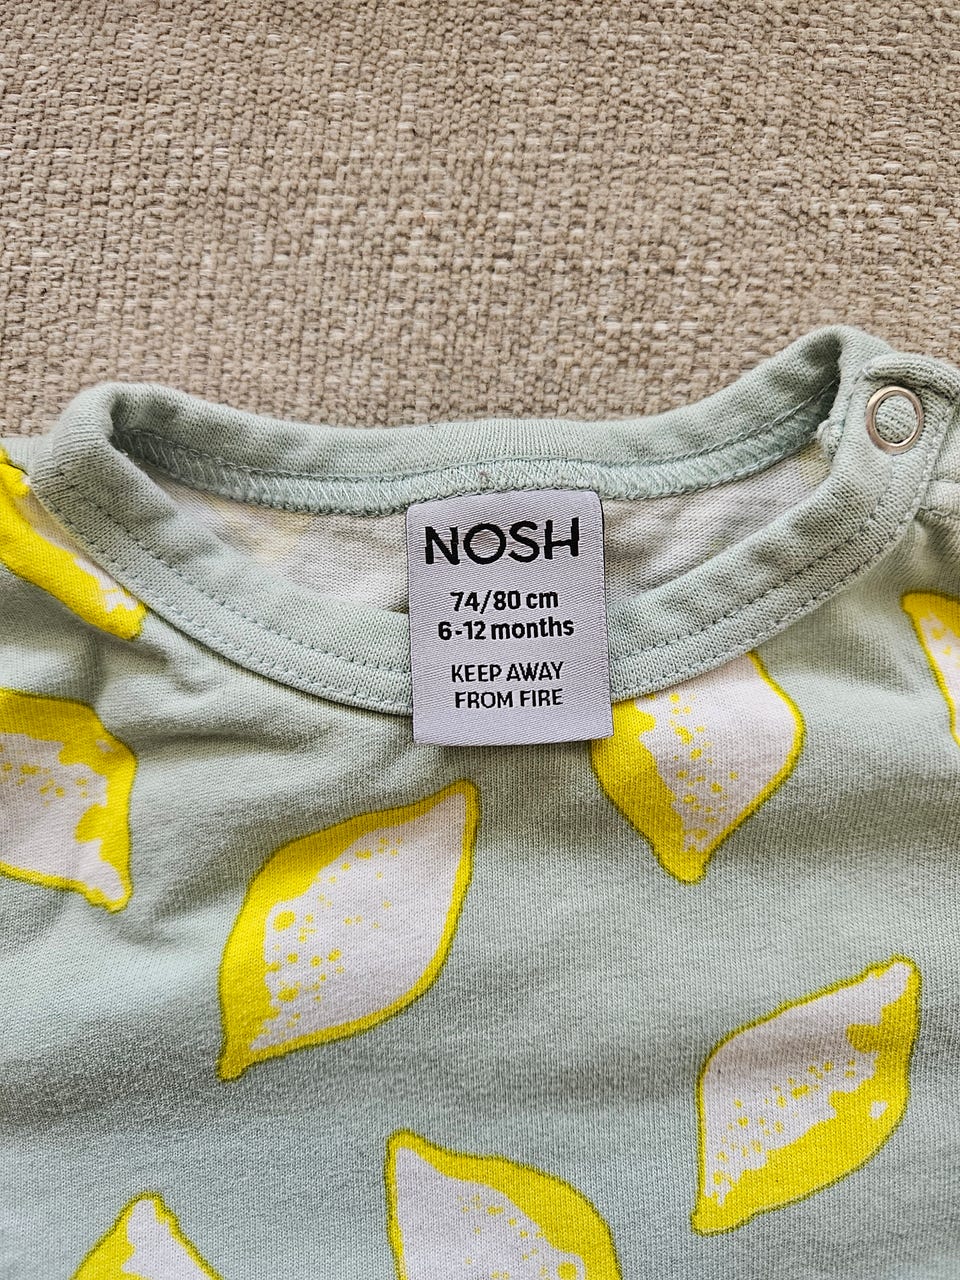 NOSH
74/80 cm
6-12 months
KEEP AWAY
FROM FIRE